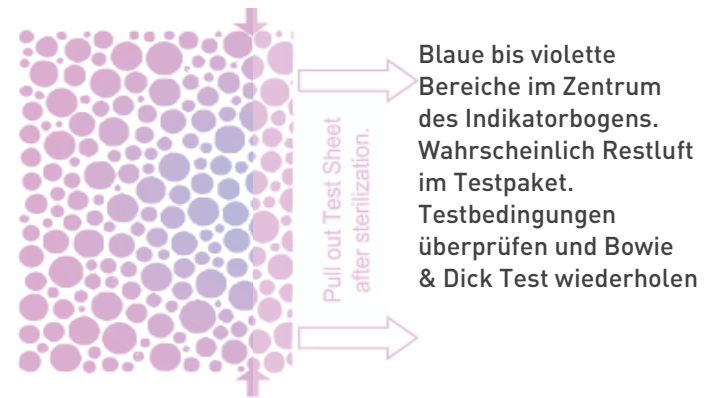 Blaue bis violette
Bereiche im Zentrum
des Indikatorbogens.
Wahrscheinlich Restluft
im Testpaket.
Testbedingungen
überprüfen und Bowie
& Dick Test wiederholen
Pull out Test Sheet
after sterilization.